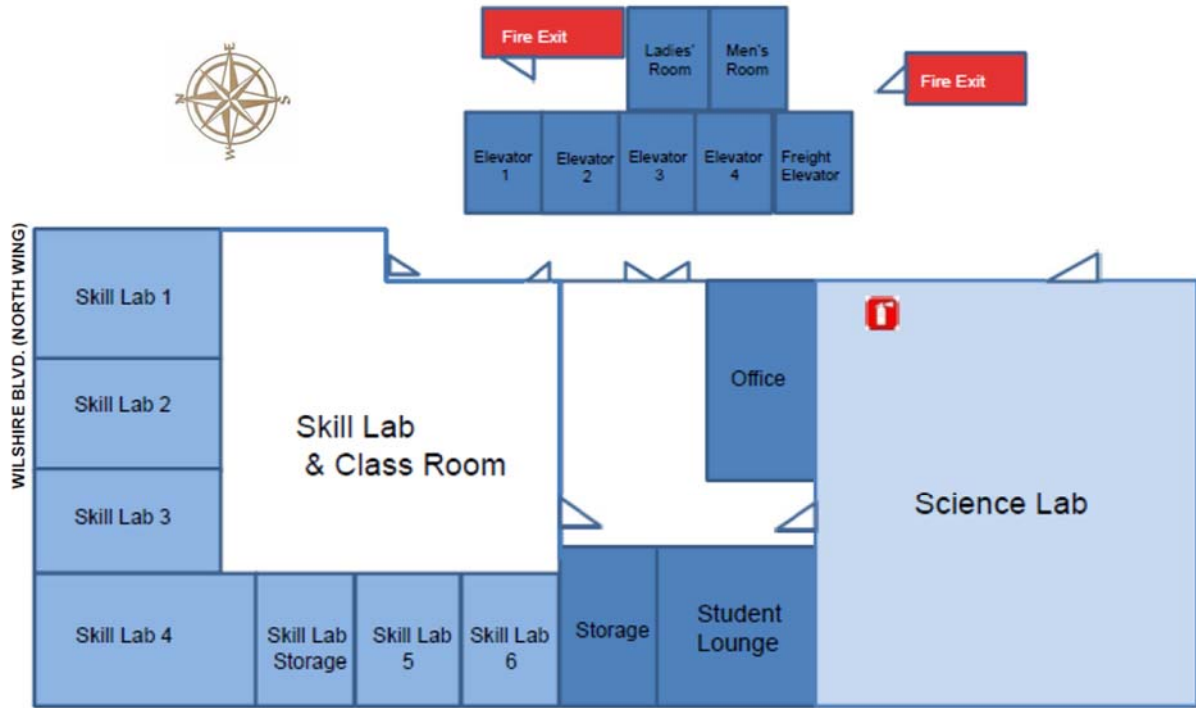 Fire Exit
Ladies'
Room
Men's
Room
Fire Exit
E
N
S
W
Elevator
1
Elevator
2
Elevator
3
Elevator
4
Freight
Elevator
WILSHIRE BLVD. (NORTH WING)
Skill Lab 1
Skill Lab 2
Skill Lab 3
Skill Lab 4
Skill Lab
& Class Room
Office
Science Lab
Skill Lab
Storage
Skill Lab
5
Skill Lab
6
Storage
Student
Lounge